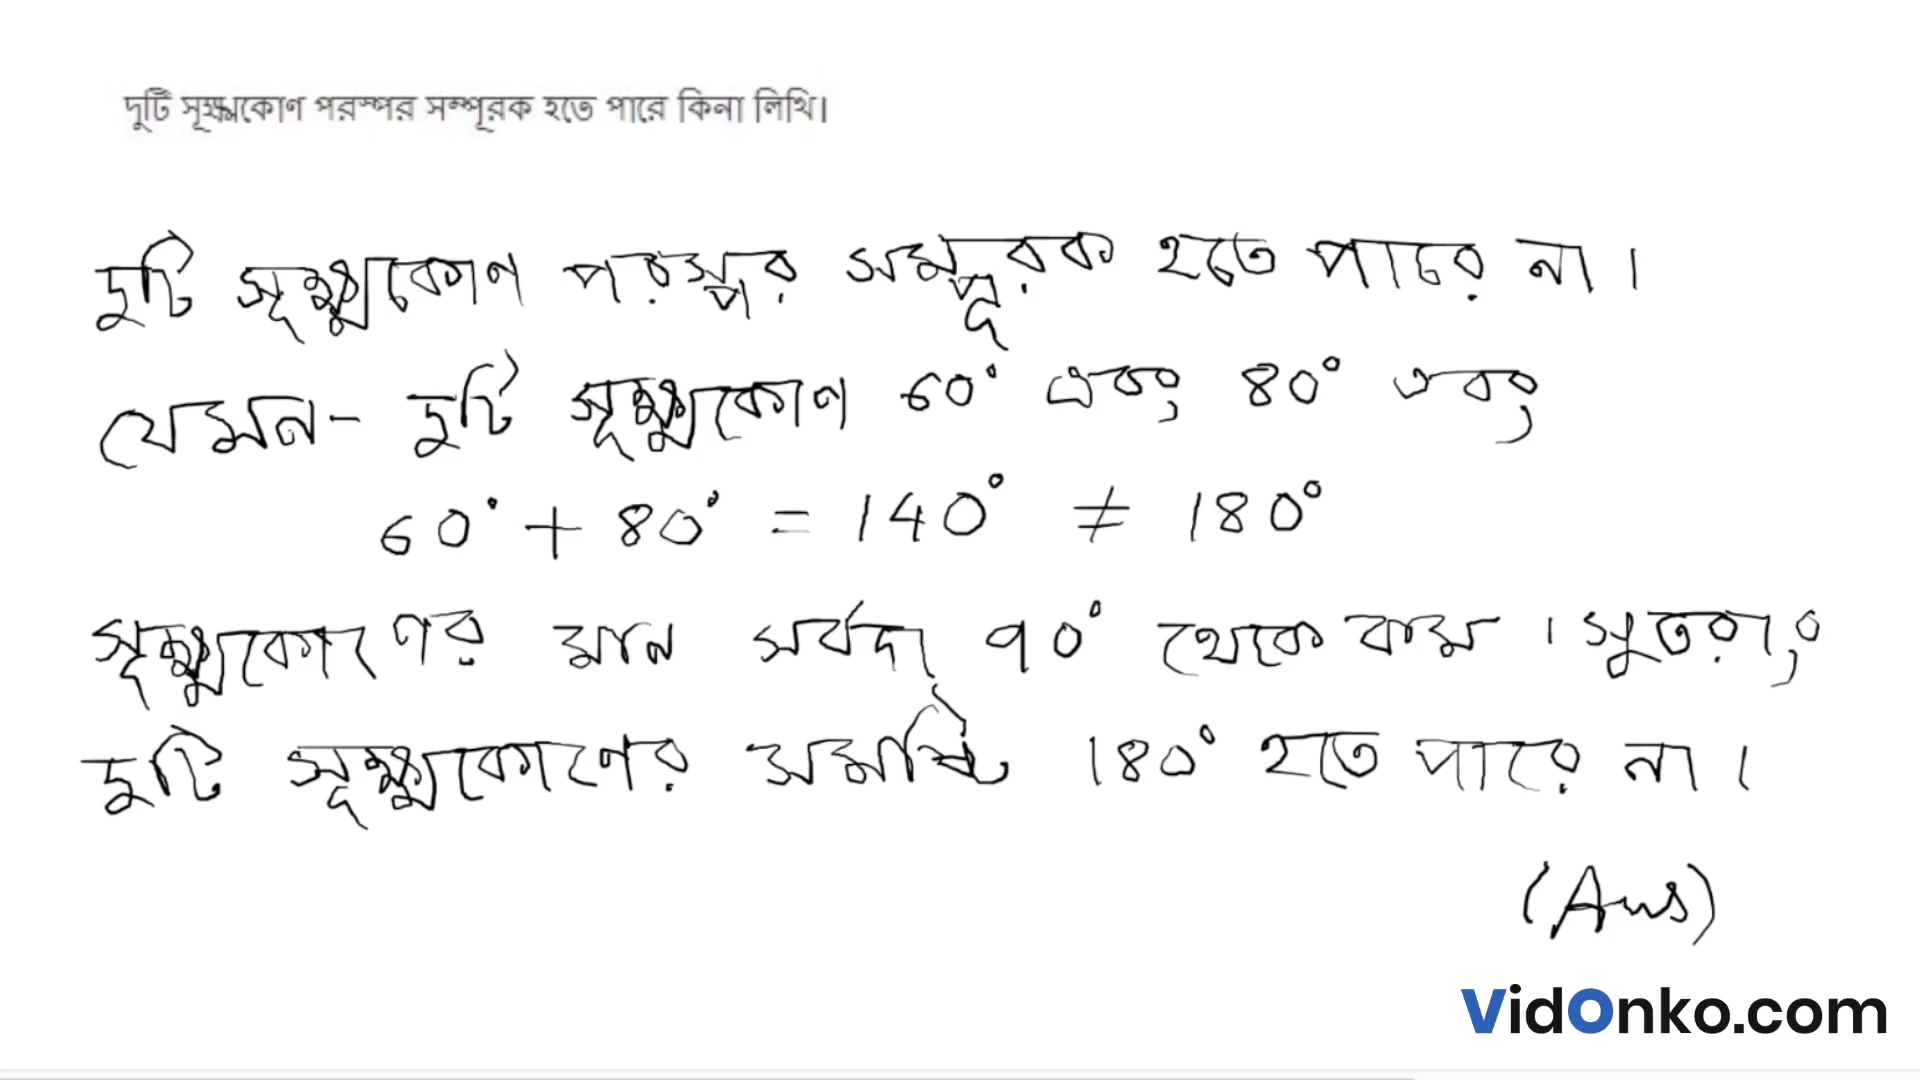 দুটি সূক্ষ্মকোণ পরস্পর সম্পূরক হতে পারে কিনা লিখি।
দুটি সূক্ষ্মকোণ পরস্পর সম্পূরক হতে পারে না।
যেমন- দুটি সূক্ষ্মকোণ 60° এবং 80° এবং
60° + 80° = 140° ≠ 180°
সূক্ষ্মকোণের মান সর্বদা ৭0° থেকে কম। সুতরাং
দুটি সূক্ষ্মকোণের সমষ্টি 180° হতে পারে না।
(Ans)
VidOnko.com